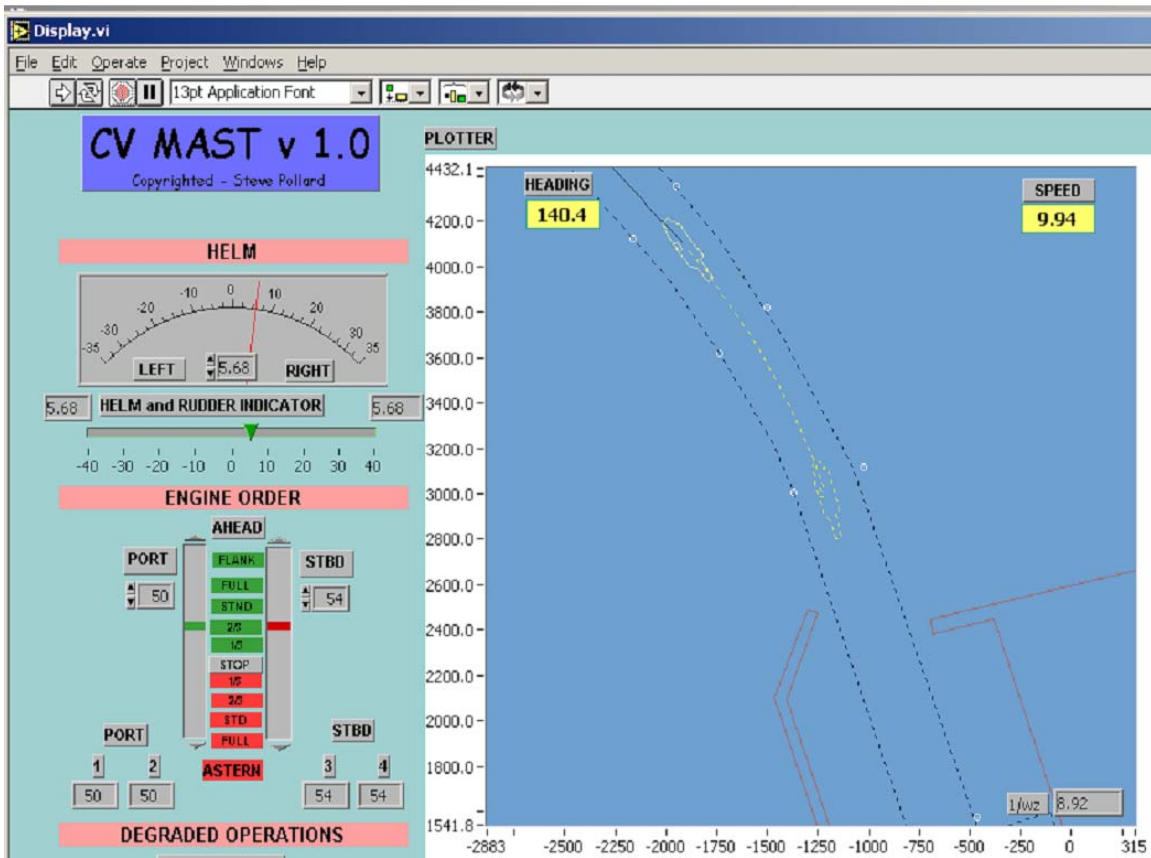 Display.vi
File Edit Operate Project Windows Help
13pt Application Font
CV MAST v 1.0
Copyrighted - Steve Pollard
HELM
-35 -30 -20 -10 0 10 20 30 35
LEFT 5.68 RIGHT
5.68 HELM and RUDDER INDICATOR 5.68
-40 -30 -20 -10 0 10 20 30 40
ENGINE ORDER
AHEAD
PORT STBD
50 54
FLANK
FULL
STND
2/3
1/3
STOP
1/3
2/3
STD
FULL
ASTERN
PORT STBD
1 2 3 4
50 50 54 54
DEGRADED OPERATIONS
PLOTTER
HEADING SPEED
140.4 9.94
4432.1
4200.0
4000.0
3800.0
3600.0
3400.0
3200.0
3000.0
2800.0
2600.0
2400.0
2200.0
2000.0
1800.0
1541.8
1/wz 8.92
-2883 -2500 -2250 -2000 -1750 -1500 -1250 -1000 -750 -500 -250 0 315